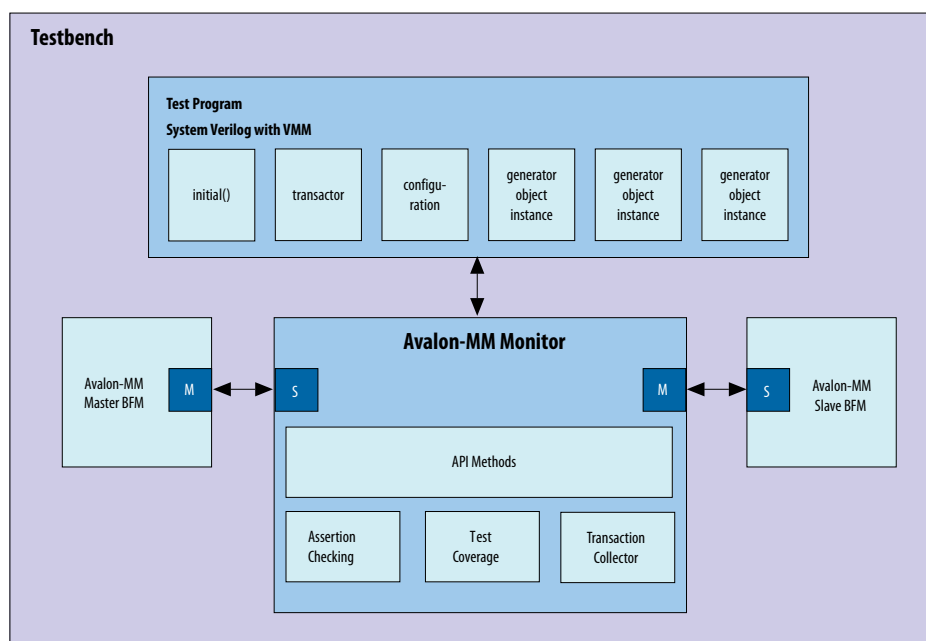 Testbench
Test Program
System Verilog with VMM
initial()
transactor
configu-
ration
generator
object
instance
generator
object
instance
generator
object
instance
Avalon-MM Monitor
Avalon-MM
Master BFM
M
S
M
S
Avalon-MM
Slave BFM
API Methods
Assertion
Checking
Test
Coverage
Transaction
Collector